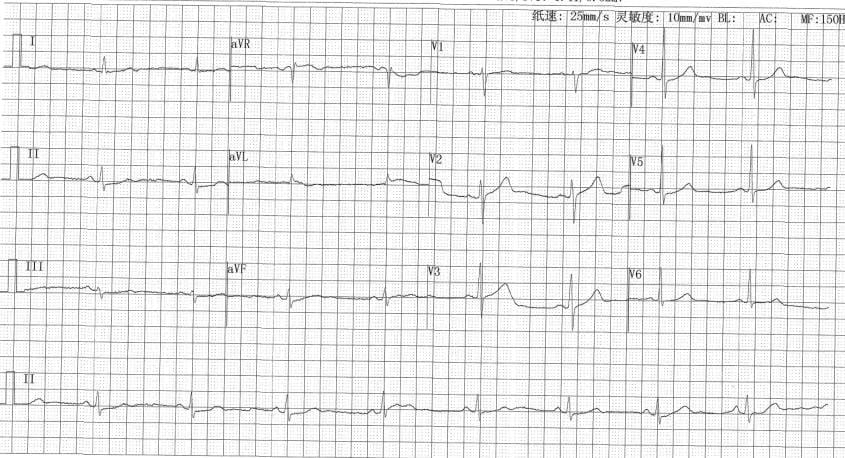 纸速: 25mm/s 灵敏度: 10mm/mv BL: AC: MF:150H
I aVR V1 V4
II aVL V2 V5
III aVF V3 V6
II